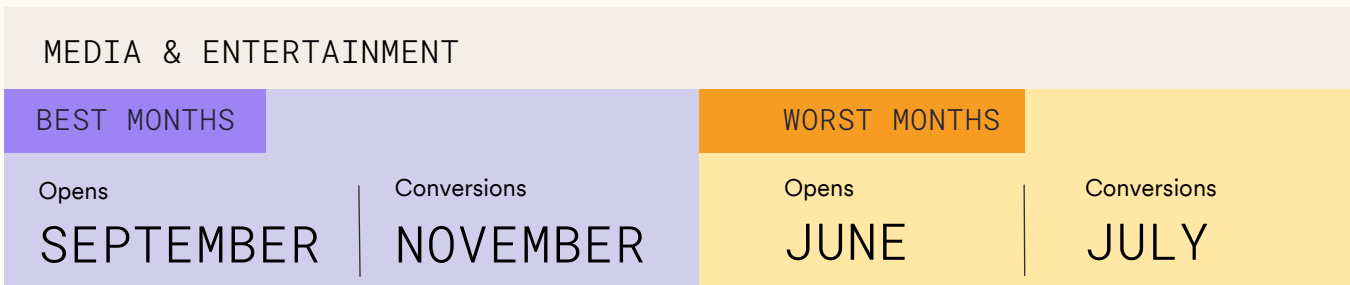 MEDIA & ENTERTAINMENT
BEST MONTHS
Opens
SEPTEMBER
Conversions
NOVEMBER
WORST MONTHS
Opens
JUNE
Conversions
JULY